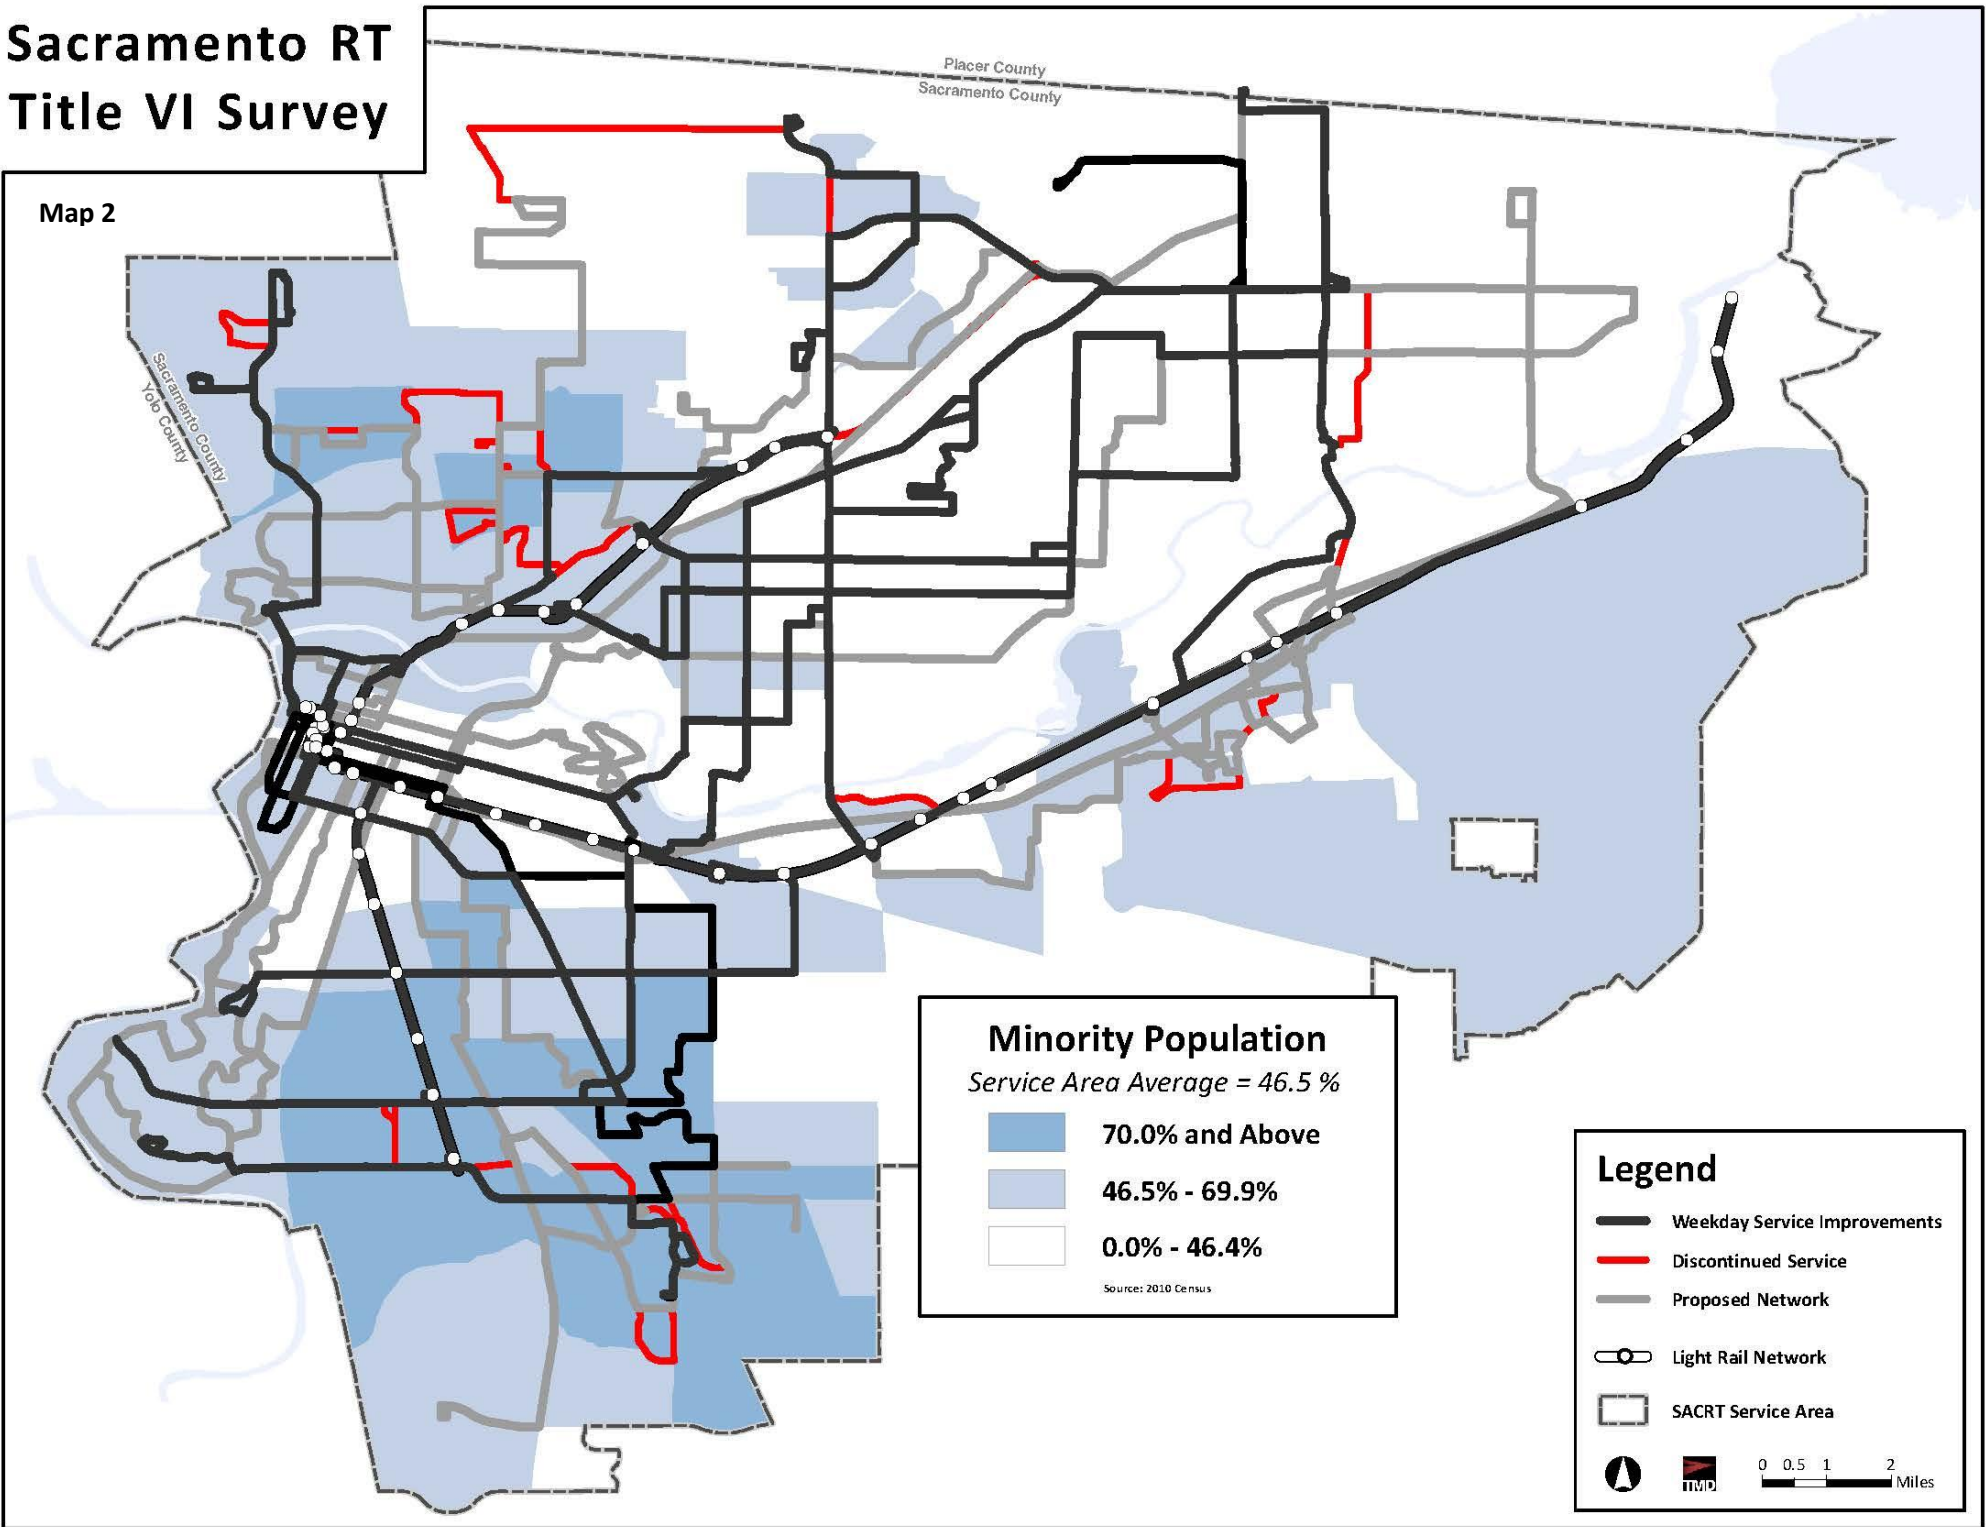 Sacramento RT
Title VI Survey
Map 2
Placer County
Sacramento County
Sacramento County
Yolo County
Minority Population
Service Area Average = 46.5 %
70.0% and Above
46.5% - 69.9%
0.0% - 46.4%
Source: 2010 Census
Legend
Weekday Service Improvements
Discontinued Service
Proposed Network
Light Rail Network
SACRT Service Area
TMD
0 0.5 1 2
Miles